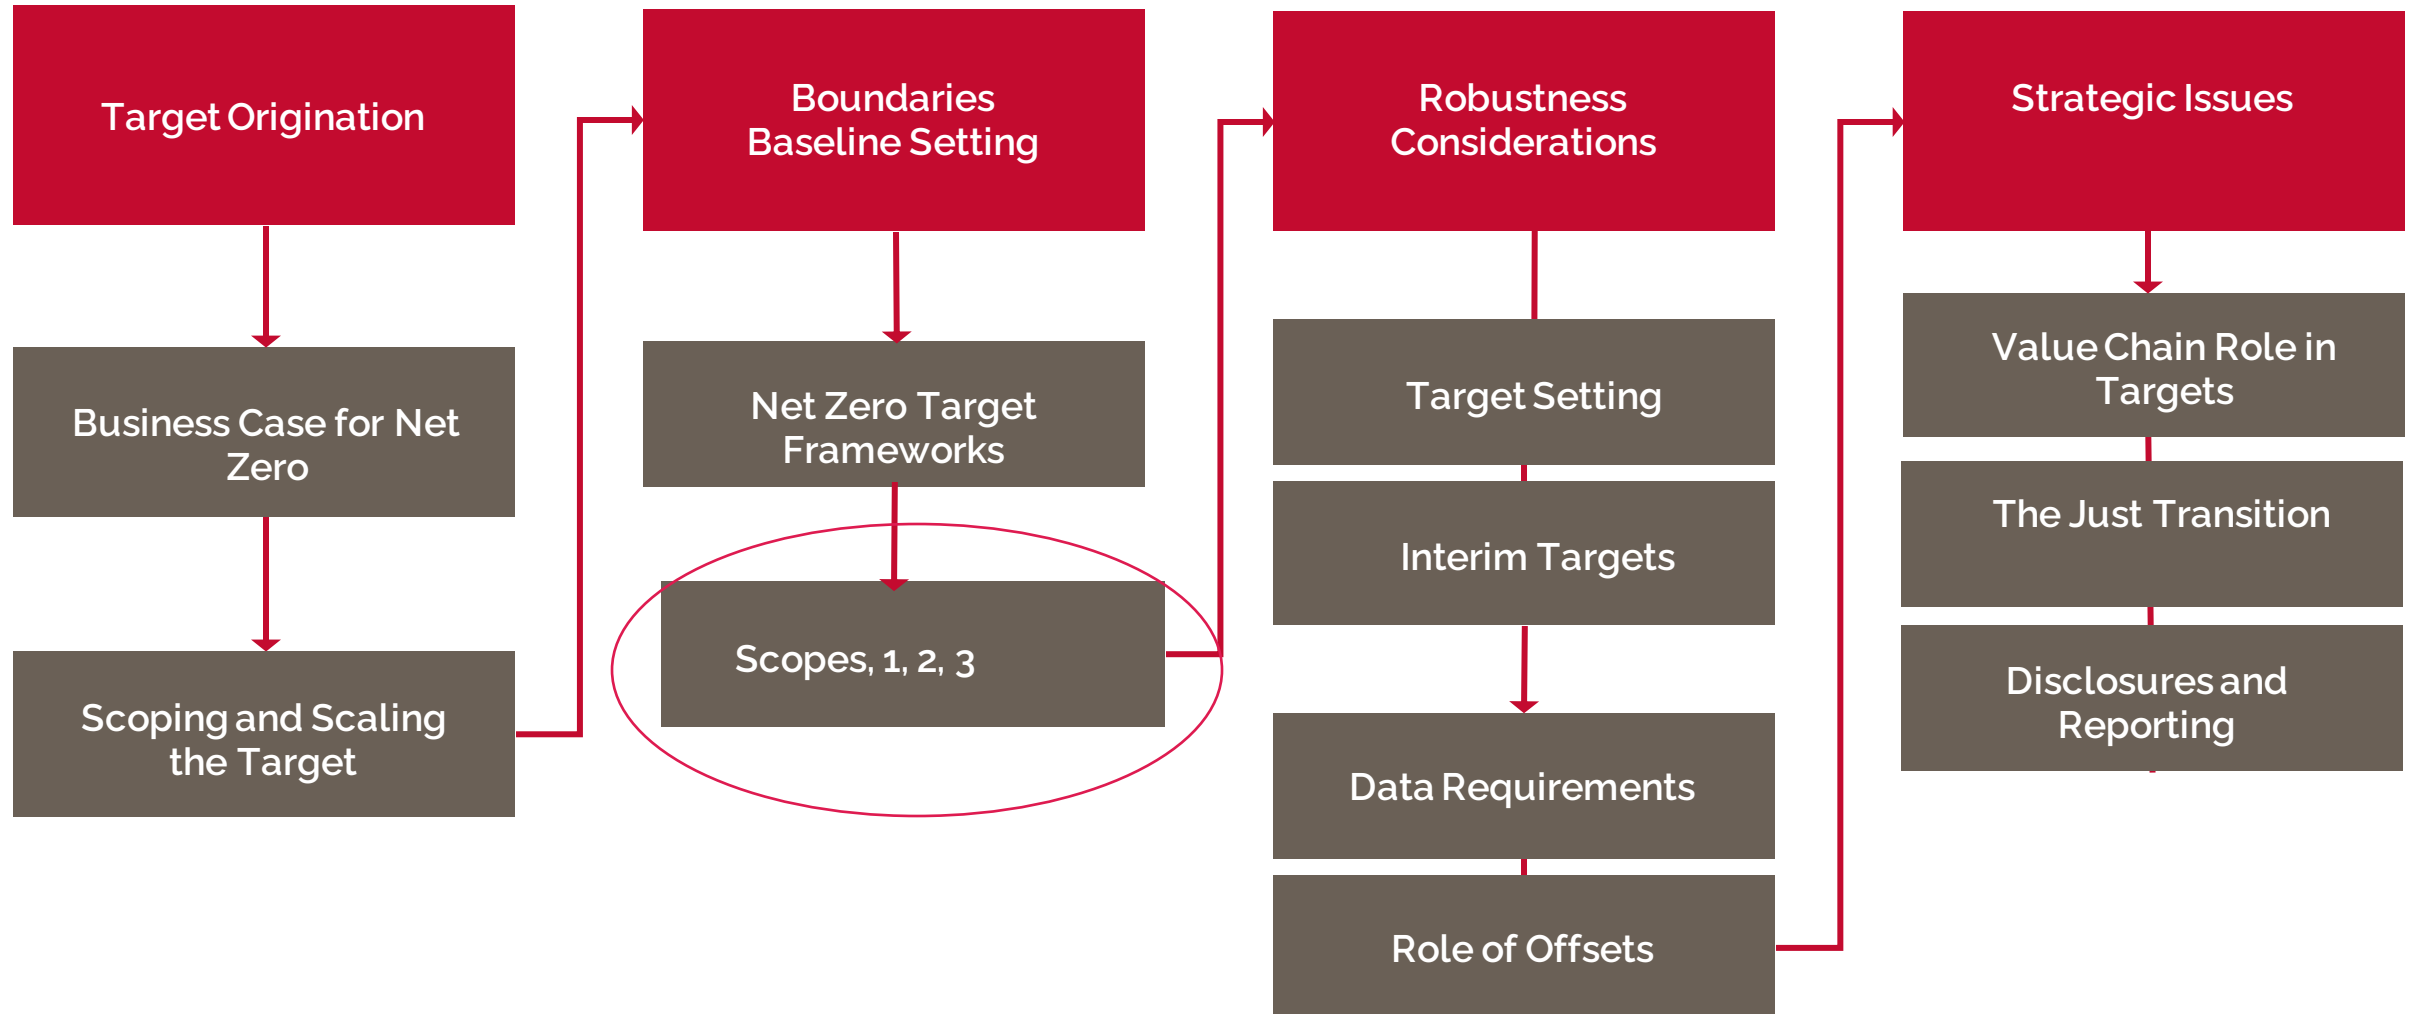 Target Origination
Business Case for Net
Zero
Scoping and Scaling
the Target
Boundaries
Baseline Setting
Net Zero Target
Frameworks
Scopes, 1, 2, 3
Robustness
Considerations
Target Setting
Interim Targets
Data Requirements
Role of Offsets
Strategic Issues
Value Chain Role in
Targets
The Just Transition
Disclosures and
Reporting